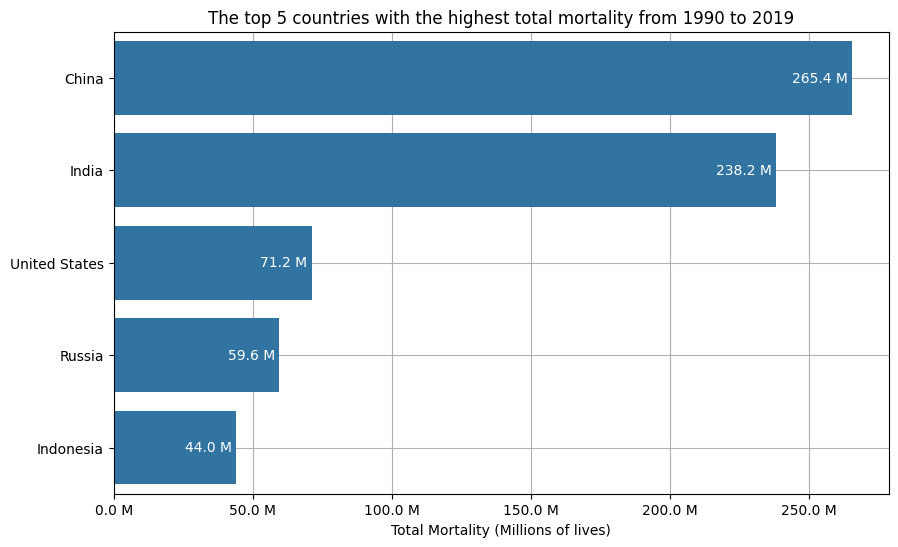 The top 5 countries with the highest total mortality from 1990 to 2019
China
265.4 M
India
238.2 M
United States
71.2 M
Russia
59.6 M
Indonesia
44.0 M
0.0 M
50.0 M
100.0 M
150.0 M
200.0 M
250.0 M
Total Mortality (Millions of lives)